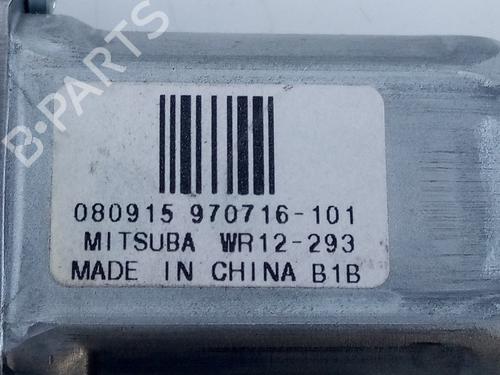 B-PARTS
080915 970716-101
MITSUBA WR12-293
MADE IN CHINA B1B